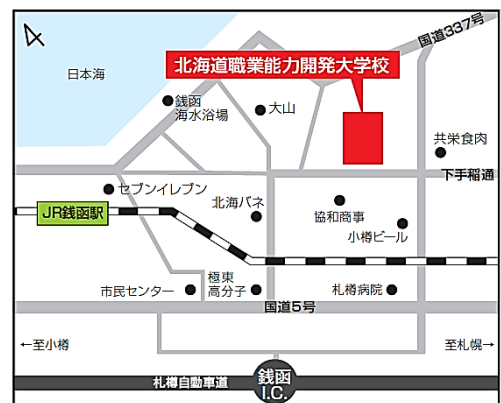 国道337号
日本海
北海道職業能力開発大学校
銭函
海水浴場
大山
共栄食肉
下手稲通
セブンイレブン
JR銭函駅
北海バネ
協和商事
小樽ビール
市民センター
極東
高分子
札樽病院
国道5号
←至小樽
至札幌→
札樽自動車道
銭函
I.C.